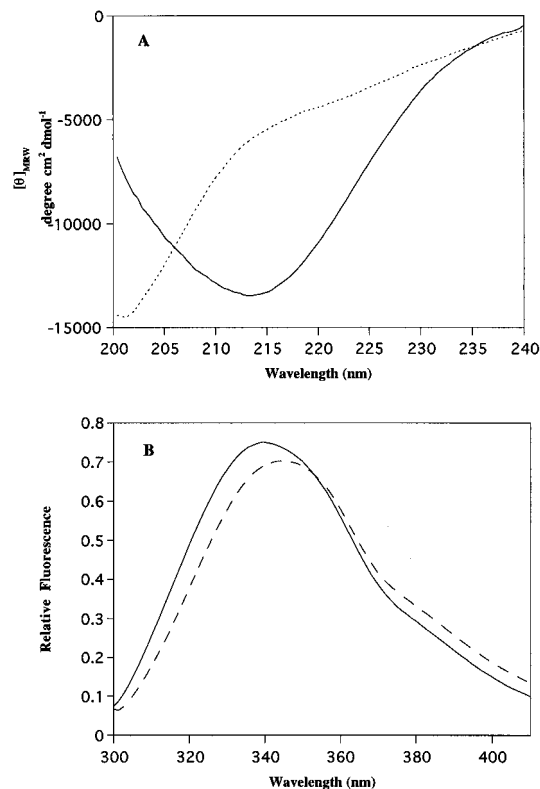 A
0
-5000
-10000
-15000
[θ]MRW
degree cm² dmol⁻¹
200 205 210 215 220 225 230 235 240
Wavelength (nm)
B
0.8
0.7
0.6
0.5
0.4
0.3
0.2
0.1
0
Relative Fluorescence
300 320 340 360 380 400
Wavelength (nm)